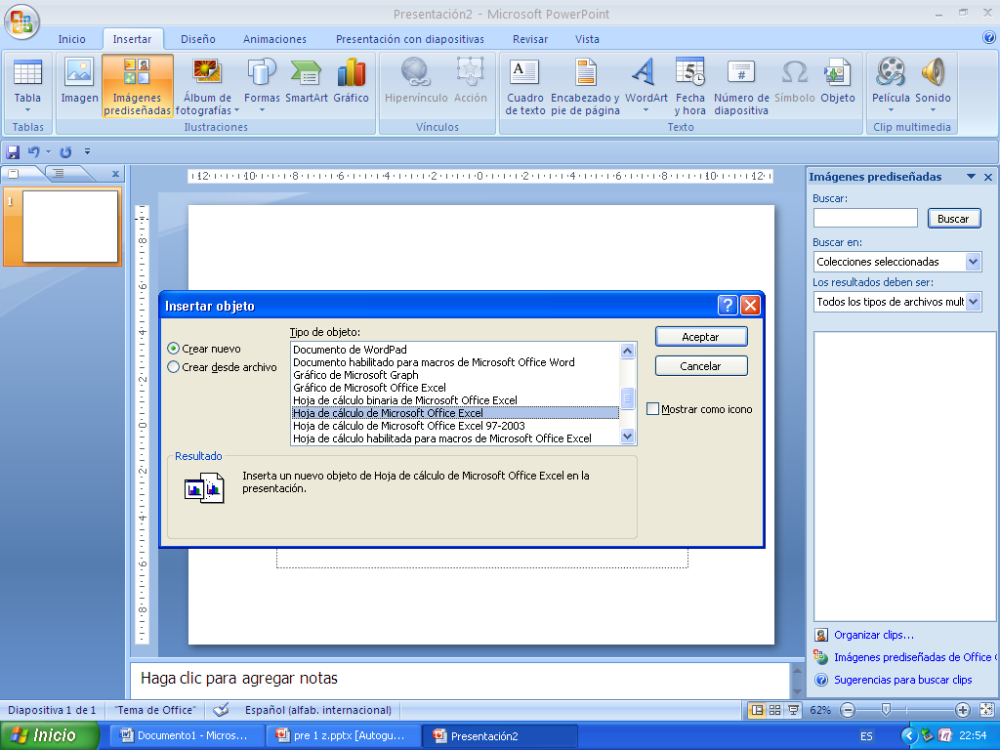 Presentación2 - Microsoft PowerPoint
Inicio Insertar Diseño Animaciones Presentación con diapositivas Revisar Vista
Tabla
Tablas
Imagen
Imágenes
prediseñadas
Álbum de
fotografías
Formas
SmartArt
Gráfico
Ilustraciones
Hipervínculo
Acción
Vínculos
Cuadro
de texto
Encabezado y
pie de página
WordArt
Fecha
y hora
Número de
diapositiva
Símbolo
Objeto
Texto
Película
Sonido
Clip multimedia
1
12 10 8 6 4 2 0 2 4 6 8 10 12
8 6 4 2 4 6 8
Imágenes prediseñadas
Buscar:
Buscar
Buscar en:
Colecciones seleccionadas
Los resultados deben ser:
Todos los tipos de archivos mult
Insertar objeto
Crear nuevo
Crear desde archivo
Tipo de objeto:
Documento de WordPad
Documento habilitado para macros de Microsoft Office Word
Gráfico de Microsoft Graph
Gráfico de Microsoft Office Excel
Hoja de cálculo binaria de Microsoft Office Excel
Hoja de cálculo de Microsoft Office Excel
Hoja de cálculo de Microsoft Office Excel 97-2003
Hoja de cálculo habilitada para macros de Microsoft Office Excel
Aceptar
Cancelar
Mostrar como icono
Resultado
Inserta un nuevo objeto de Hoja de cálculo de Microsoft Office Excel en la
presentación.
Organizar clips...
Imágenes prediseñadas de Office
Sugerencias para buscar clips
Haga clic para agregar notas
Diapositiva 1 de 1 "Tema de Office" Español (alfab. internacional) 62%
Inicio Documento1 - Micros... pre 1 z.pptx [Autogu... Presentación2 ES 22:54